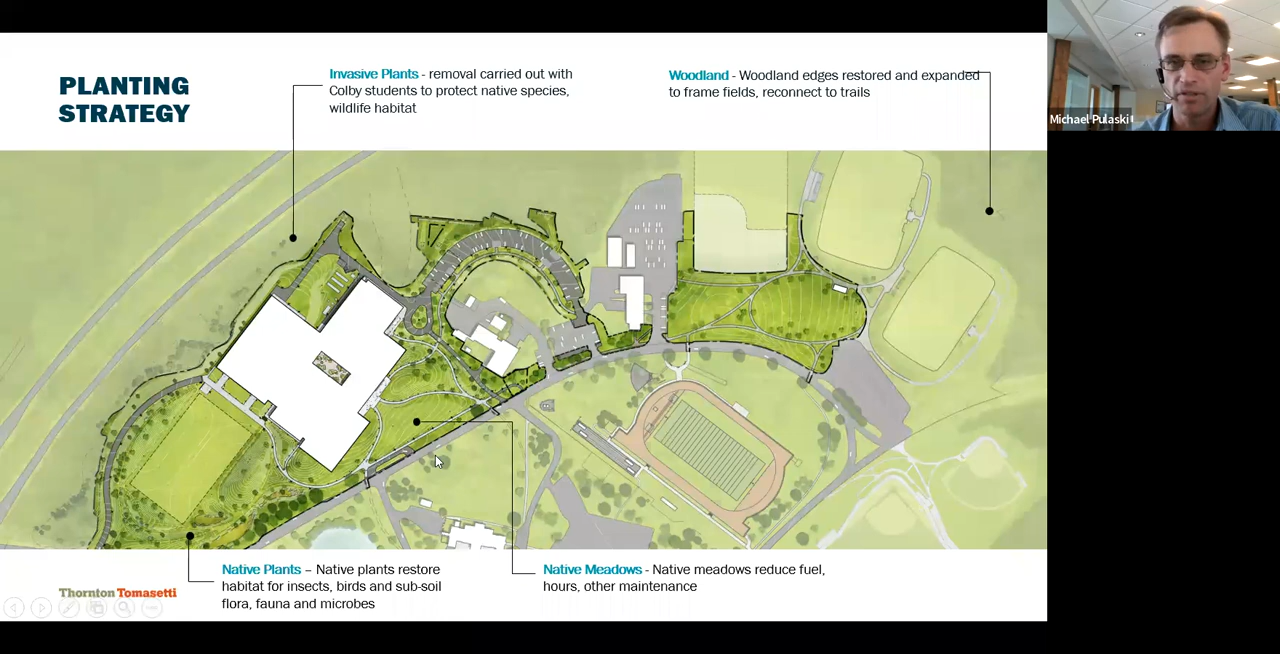 PLANTING
STRATEGY
Invasive Plants - removal carried out with
Colby students to protect native species,
wildlife habitat
Woodland - Woodland edges restored and expanded
to frame fields, reconnect to trails
Michael Pulaski
Native Plants – Native plants restore
habitat for insects, birds and sub-soil
flora, fauna and microbes
Native Meadows - Native meadows reduce fuel,
hours, other maintenance
Thornton Tomasetti